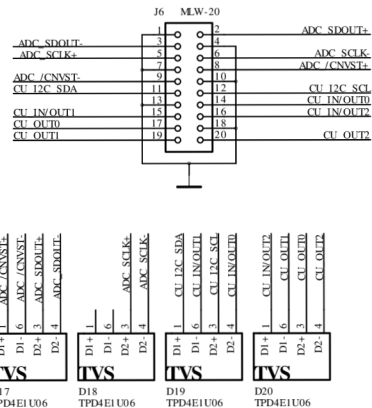 J6 MLW-20
1 2 ADC_SDOUT+
ADC_SDOUT- 3 4
ADC_SCLK+ 5 6 ADC_SCLK-
7 8 ADC_/CNVST+
ADC_/CNVST- 9 10
CU_I2C_SDA 11 12 CU_I2C_SCL
13 14 CU_IN/OUT0
CU_IN/OUT1 15 16 CU_IN/OUT2
CU_OUT0 17 18
CU_OUT1 19 20 CU_OUT2
ADC_/CNVST+ ADC_/CNVST- ADC_SDOUT+ ADC_SDOUT-
1 6 3 4
D1+ D1- D2+ D2-
TVS
17
TPD4E1U06
ADC_SCLK+ ADC_SCLK-
1 6 3 4
D1+ D1- D2+ D2-
TVS
D18
TPD4E1U06
CU_I2C_SDA CU_IN/OUT1 CU_I2C_SCL CU_IN/OUT0
1 6 3 4
D1+ D1- D2+ D2-
TVS
D19
TPD4E1U06
CU_IN/OUT2 CU_OUT1 CU_OUT0 CU_OUT2
1 6 3 4
D1+ D1- D2+ D2-
TVS
D20
TPD4E1U06